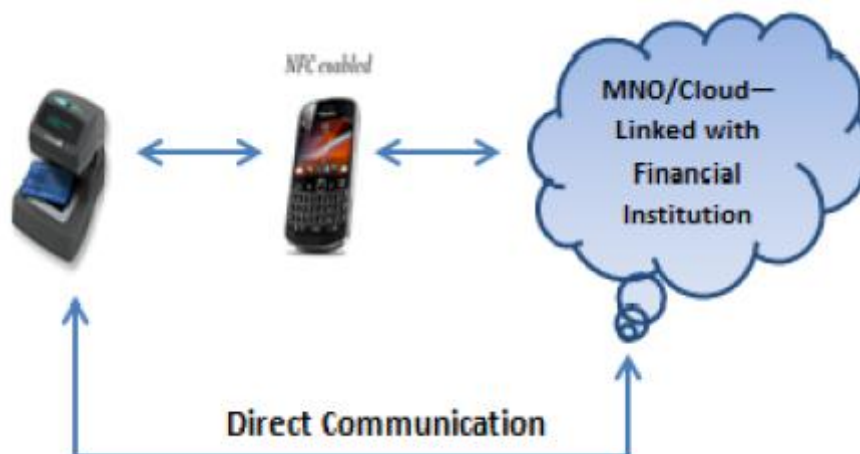 NFC enabled
MNO/Cloud—
Linked with
Financial
Institution
Direct Communication